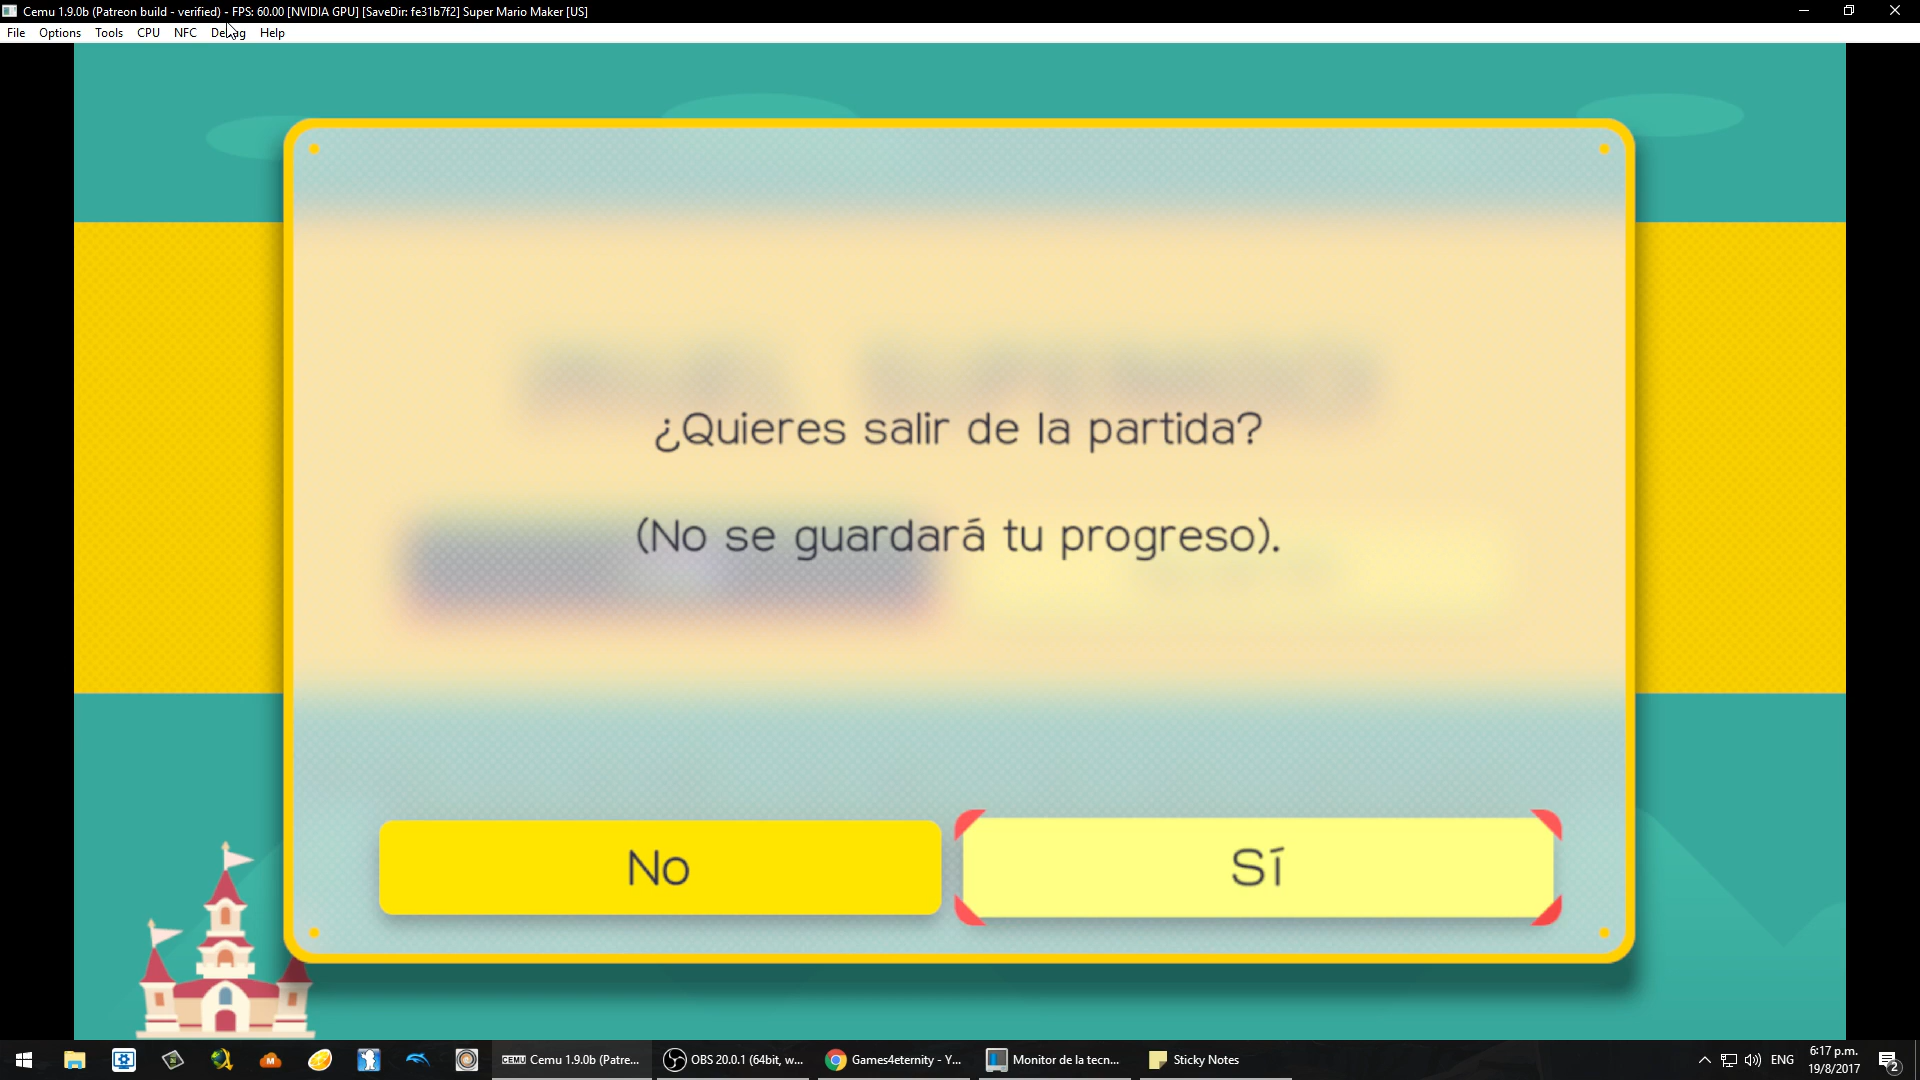 Cemu 1.9.0b (Patreon build - verified) - FPS: 60.00 [NVIDIA GPU] [SaveDir: fe31b7f2] Super Mario Maker [US]
File Options Tools CPU NFC Debug Help
¿Quieres salir de la partida?
(No se guardará tu progreso).
No Sí
CEMU Cemu 1.9.0b (Patre... OBS 20.0.1 (64bit, w... Games4eternity - Y... Monitor de la tecn... Sticky Notes ENG 6:17 p.m.
19/8/2017 2